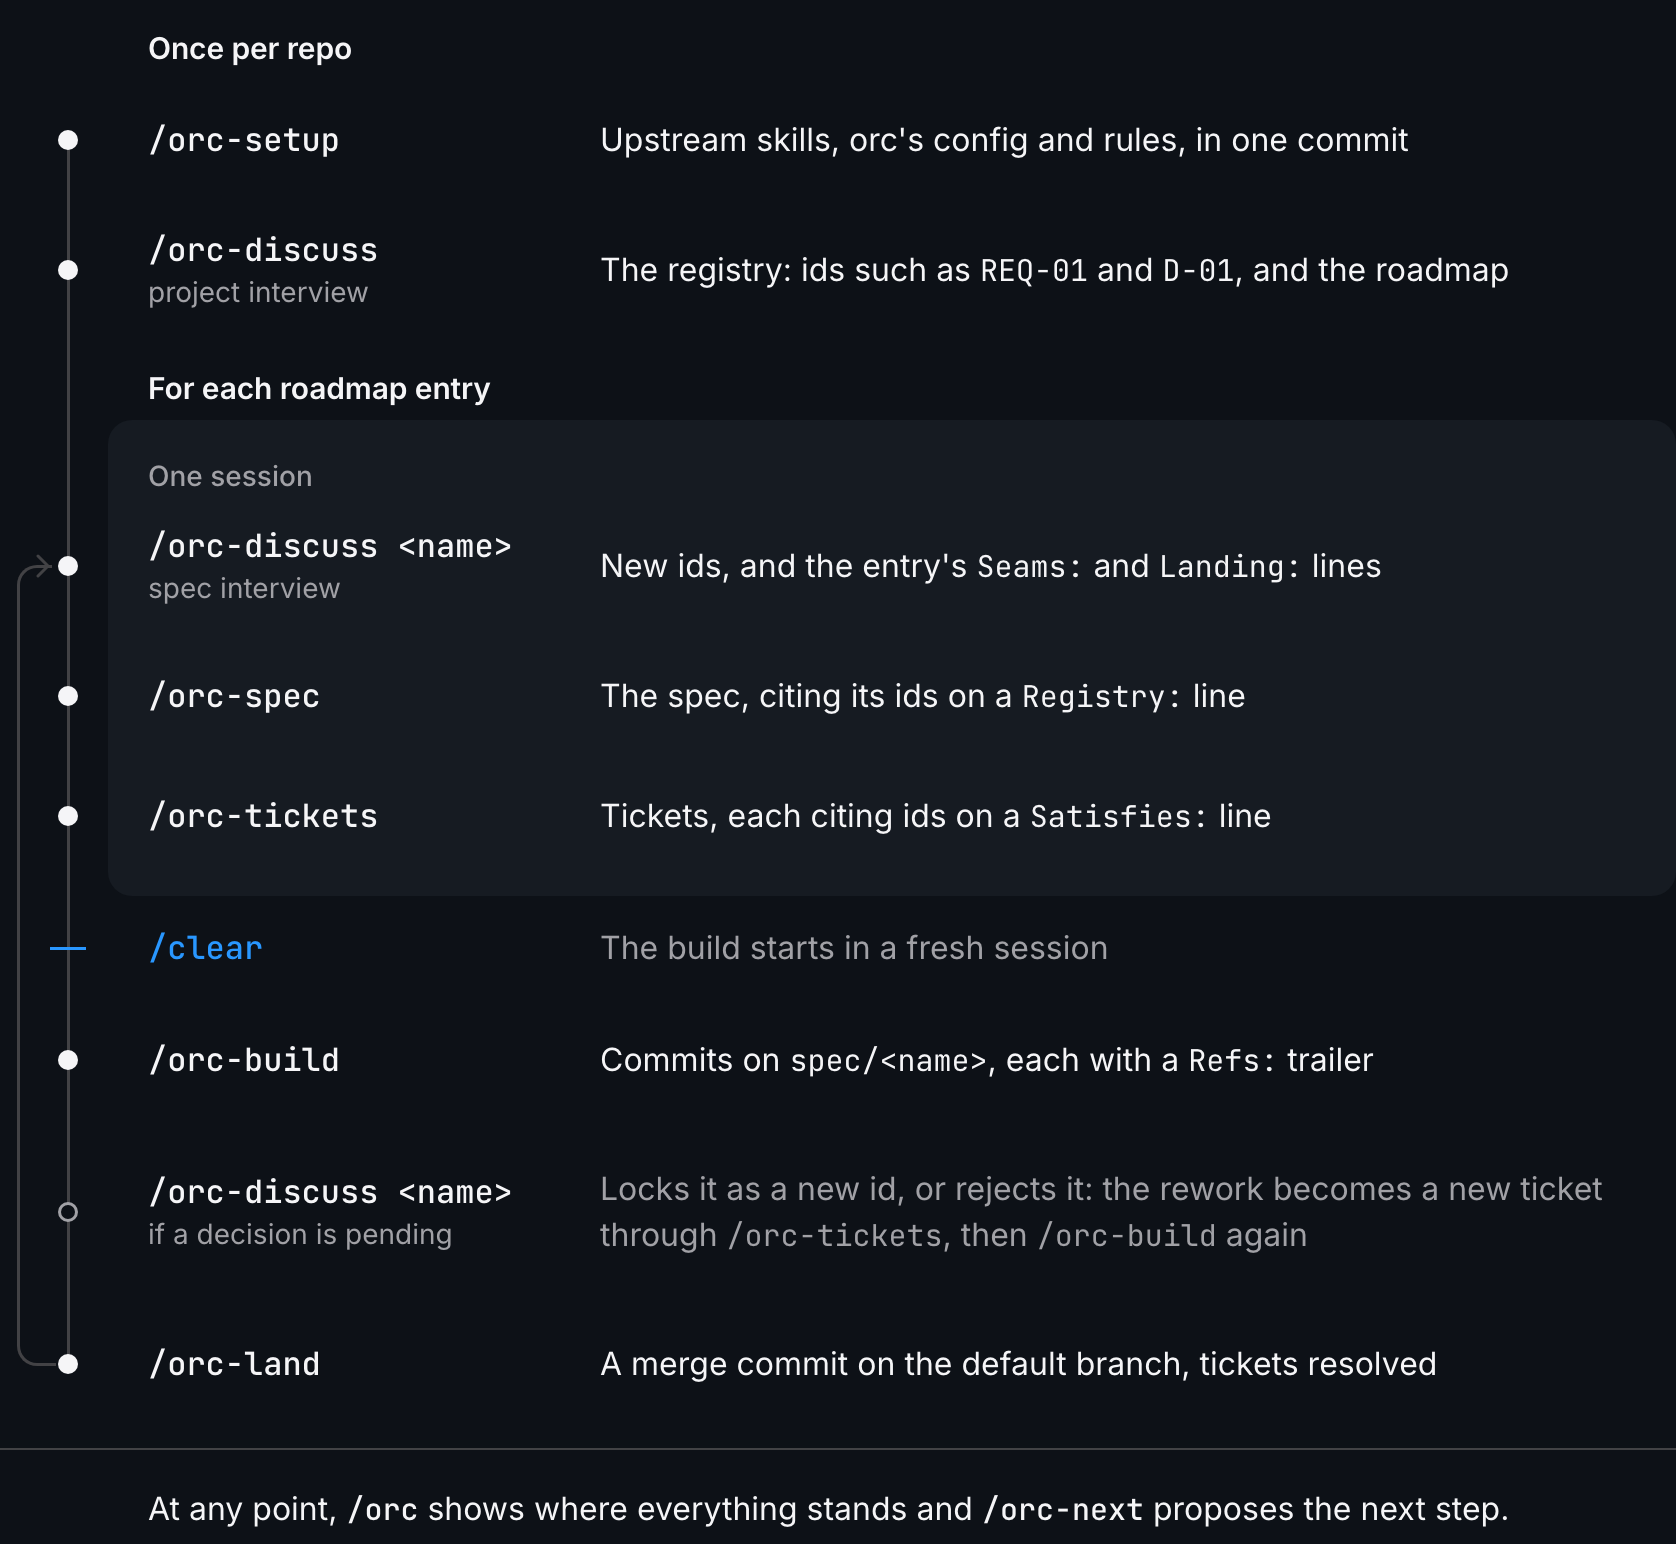 Once per repo
/orc-setup
Upstream skills, orc's config and rules, in one commit
/orc-discuss
project interview
The registry: ids such as REQ-01 and D-01, and the roadmap
For each roadmap entry
One session
/orc-discuss <name>
spec interview
New ids, and the entry's Seams: and Landing: lines
/orc-spec
The spec, citing its ids on a Registry: line
/orc-tickets
Tickets, each citing ids on a Satisfies: line
/clear
The build starts in a fresh session
/orc-build
Commits on spec/<name>, each with a Refs: trailer
/orc-discuss <name>
if a decision is pending
Locks it as a new id, or rejects it: the rework becomes a new ticket
through /orc-tickets, then /orc-build again
/orc-land
A merge commit on the default branch, tickets resolved
At any point, /orc shows where everything stands and /orc-next proposes the next step.